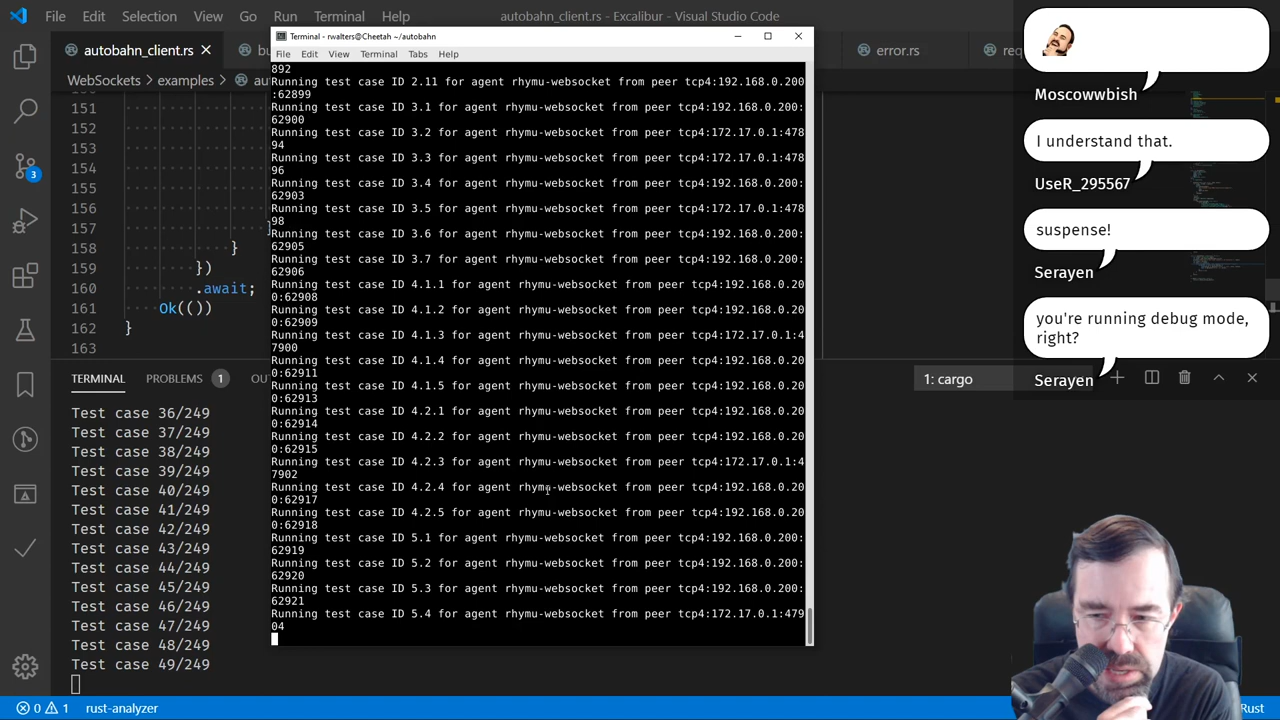 File Edit Selection View Go Run Terminal Help autobahn_client.rs - Excalibur - Visual Studio Code
autobahn_client.rs
error.rs
WebSockets > examples >
151
152
153
154
155
156
157
158 }
159 })
160 .await;
161 Ok(())
162 }
163
TERMINAL PROBLEMS 1
1: cargo
Test case 36/249
Test case 37/249
Test case 38/249
Test case 39/249
Test case 40/249
Test case 41/249
Test case 42/249
Test case 43/249
Test case 44/249
Test case 45/249
Test case 46/249
Test case 47/249
Test case 48/249
Test case 49/249
3
0 1 rust-analyzer
Rust
Terminal - rwalters@Cheetah ~/autobahn
File Edit View Terminal Tabs Help
892
Running test case ID 2.11 for agent rhymu-websocket from peer tcp4:192.168.0.200
:62899
Running test case ID 3.1 for agent rhymu-websocket from peer tcp4:192.168.0.200:
62900
Running test case ID 3.2 for agent rhymu-websocket from peer tcp4:172.17.0.1:478
94
Running test case ID 3.3 for agent rhymu-websocket from peer tcp4:172.17.0.1:478
96
Running test case ID 3.4 for agent rhymu-websocket from peer tcp4:192.168.0.200:
62903
Running test case ID 3.5 for agent rhymu-websocket from peer tcp4:172.17.0.1:478
98
Running test case ID 3.6 for agent rhymu-websocket from peer tcp4:192.168.0.200:
62905
Running test case ID 3.7 for agent rhymu-websocket from peer tcp4:192.168.0.200:
62906
Running test case ID 4.1.1 for agent rhymu-websocket from peer tcp4:192.168.0.20
0:62908
Running test case ID 4.1.2 for agent rhymu-websocket from peer tcp4:192.168.0.20
0:62909
Running test case ID 4.1.3 for agent rhymu-websocket from peer tcp4:172.17.0.1:4
7900
Running test case ID 4.1.4 for agent rhymu-websocket from peer tcp4:192.168.0.20
0:62911
Running test case ID 4.1.5 for agent rhymu-websocket from peer tcp4:192.168.0.20
0:62913
Running test case ID 4.2.1 for agent rhymu-websocket from peer tcp4:192.168.0.20
0:62914
Running test case ID 4.2.2 for agent rhymu-websocket from peer tcp4:192.168.0.20
0:62915
Running test case ID 4.2.3 for agent rhymu-websocket from peer tcp4:172.17.0.1:4
7902
Running test case ID 4.2.4 for agent rhymu-websocket from peer tcp4:192.168.0.20
0:62917
Running test case ID 4.2.5 for agent rhymu-websocket from peer tcp4:192.168.0.20
0:62918
Running test case ID 5.1 for agent rhymu-websocket from peer tcp4:192.168.0.200:
62919
Running test case ID 5.2 for agent rhymu-websocket from peer tcp4:192.168.0.200:
62920
Running test case ID 5.3 for agent rhymu-websocket from peer tcp4:192.168.0.200:
62921
Running test case ID 5.4 for agent rhymu-websocket from peer tcp4:172.17.0.1:479
04
Moscowwbish
I understand that.
UseR_295567
suspense!
Serayen
you're running debug mode,
right?
Serayen